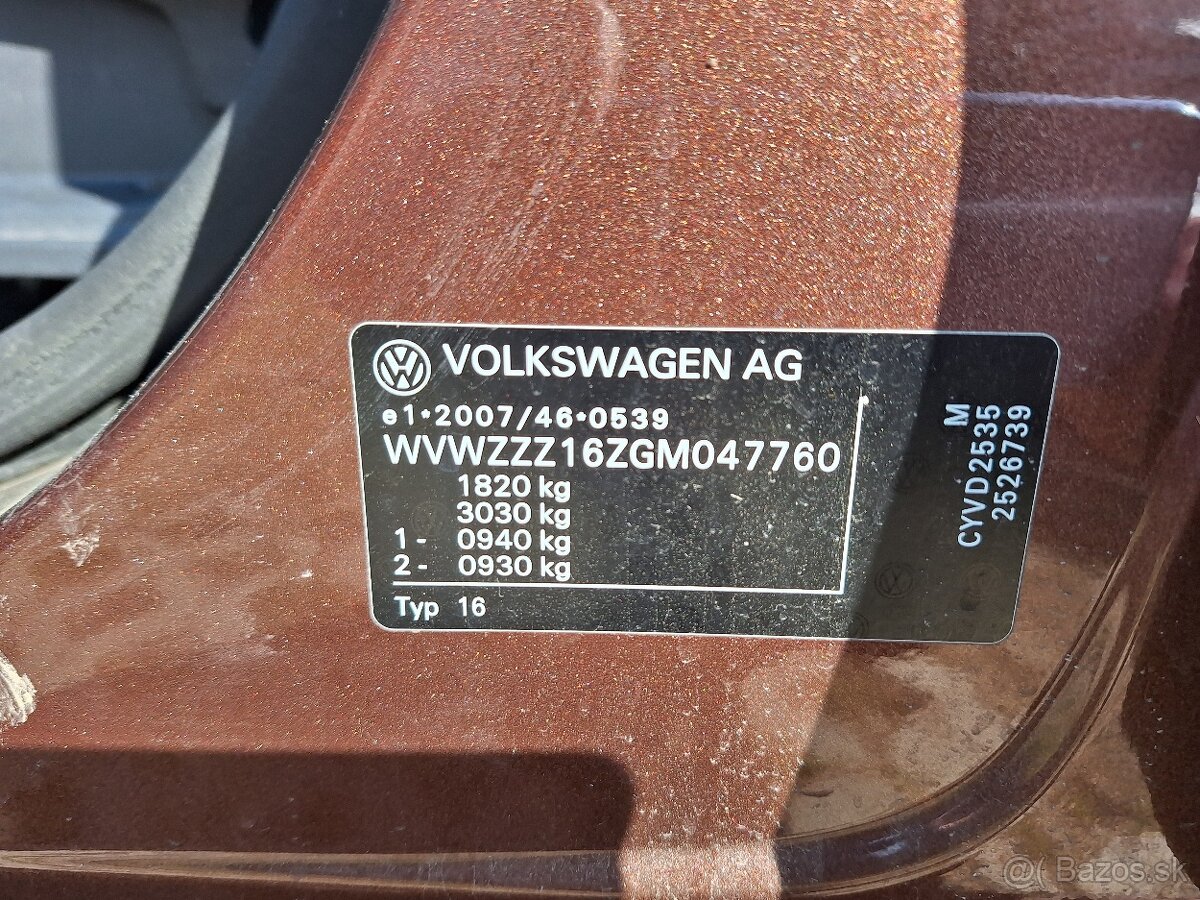 VOLKSWAGEN AG
e1*2007/46*0539
WVWZZZ16ZGM047760
1820 kg
3030 kg
1- 0940 kg
2- 0930 kg
Typ 16
M
CYVD2535
2526739
@( Bazos.sk